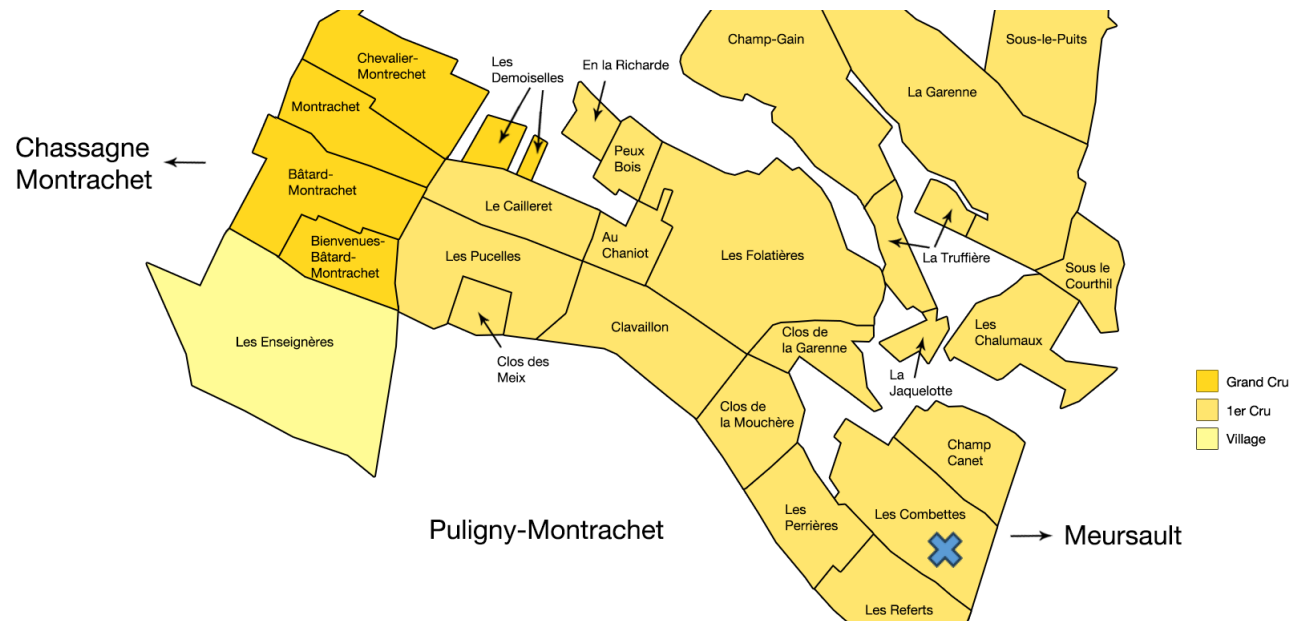 Champ-Gain
Sous-le-Puits
Chevalier-
Montrechet
Les
Demoiselles
En la Richarde
La Garenne
Montrachet
Chassagne
Montrachet
Peux
Bois
Bâtard-
Montrachet
Le Cailleret
Bienvenues-
Bâtard-
Montrachet
Les Pucelles
Au
Chaniot
Les Folatières
La Truffière
Sous le
Courthil
Les Enseignères
Clavaillon
Clos de
la Garenne
Les
Chalumaux
Clos des
Meix
La
Jaquelotte
Grand Cru
1er Cru
Village
Clos de
la Mouchère
Champ
Canet
Les
Perrières
Les Combettes
Puligny-Montrachet
Meursault
Les Referts